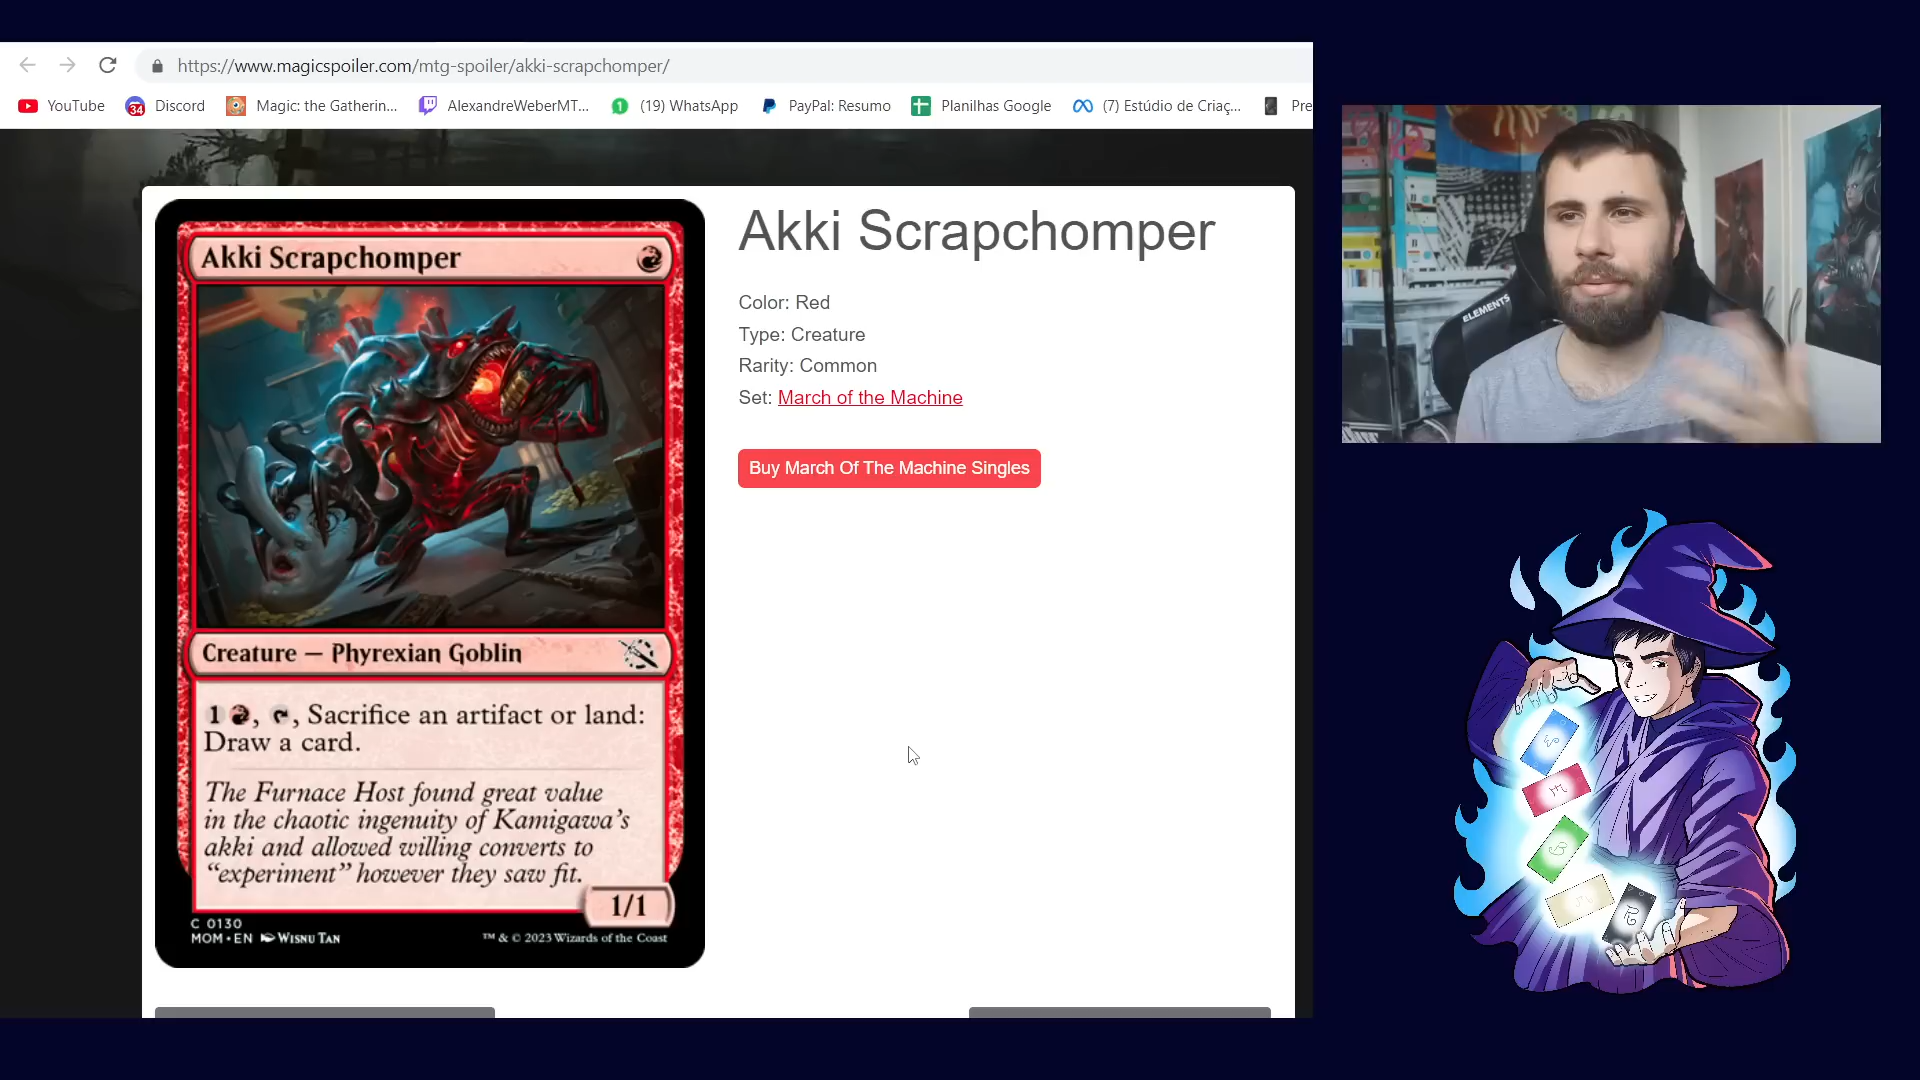 https://www.magicspoiler.com/mtg-spoiler/akki-scrapchomper/
YouTube
34
Discord
Magic: the Gatherin...
AlexandreWeberMT...
1
(19) WhatsApp
PayPal: Resumo
Planilhas Google
(7) Estúdio de Criaç...
Pre
Akki Scrapchomper
Creature — Phyrexian Goblin
1 , , Sacrifice an artifact or land:
Draw a card.
The Furnace Host found great value
in the chaotic ingenuity of Kamigawa's
akki and allowed willing converts to
“experiment” however they saw fit.
1/1
C 0130
MOM • EN WISNU TAN
™ & © 2023 Wizards of the Coast
Akki Scrapchomper
Color: Red
Type: Creature
Rarity: Common
Set: March of the Machine
Buy March Of The Machine Singles
ELEMENTS